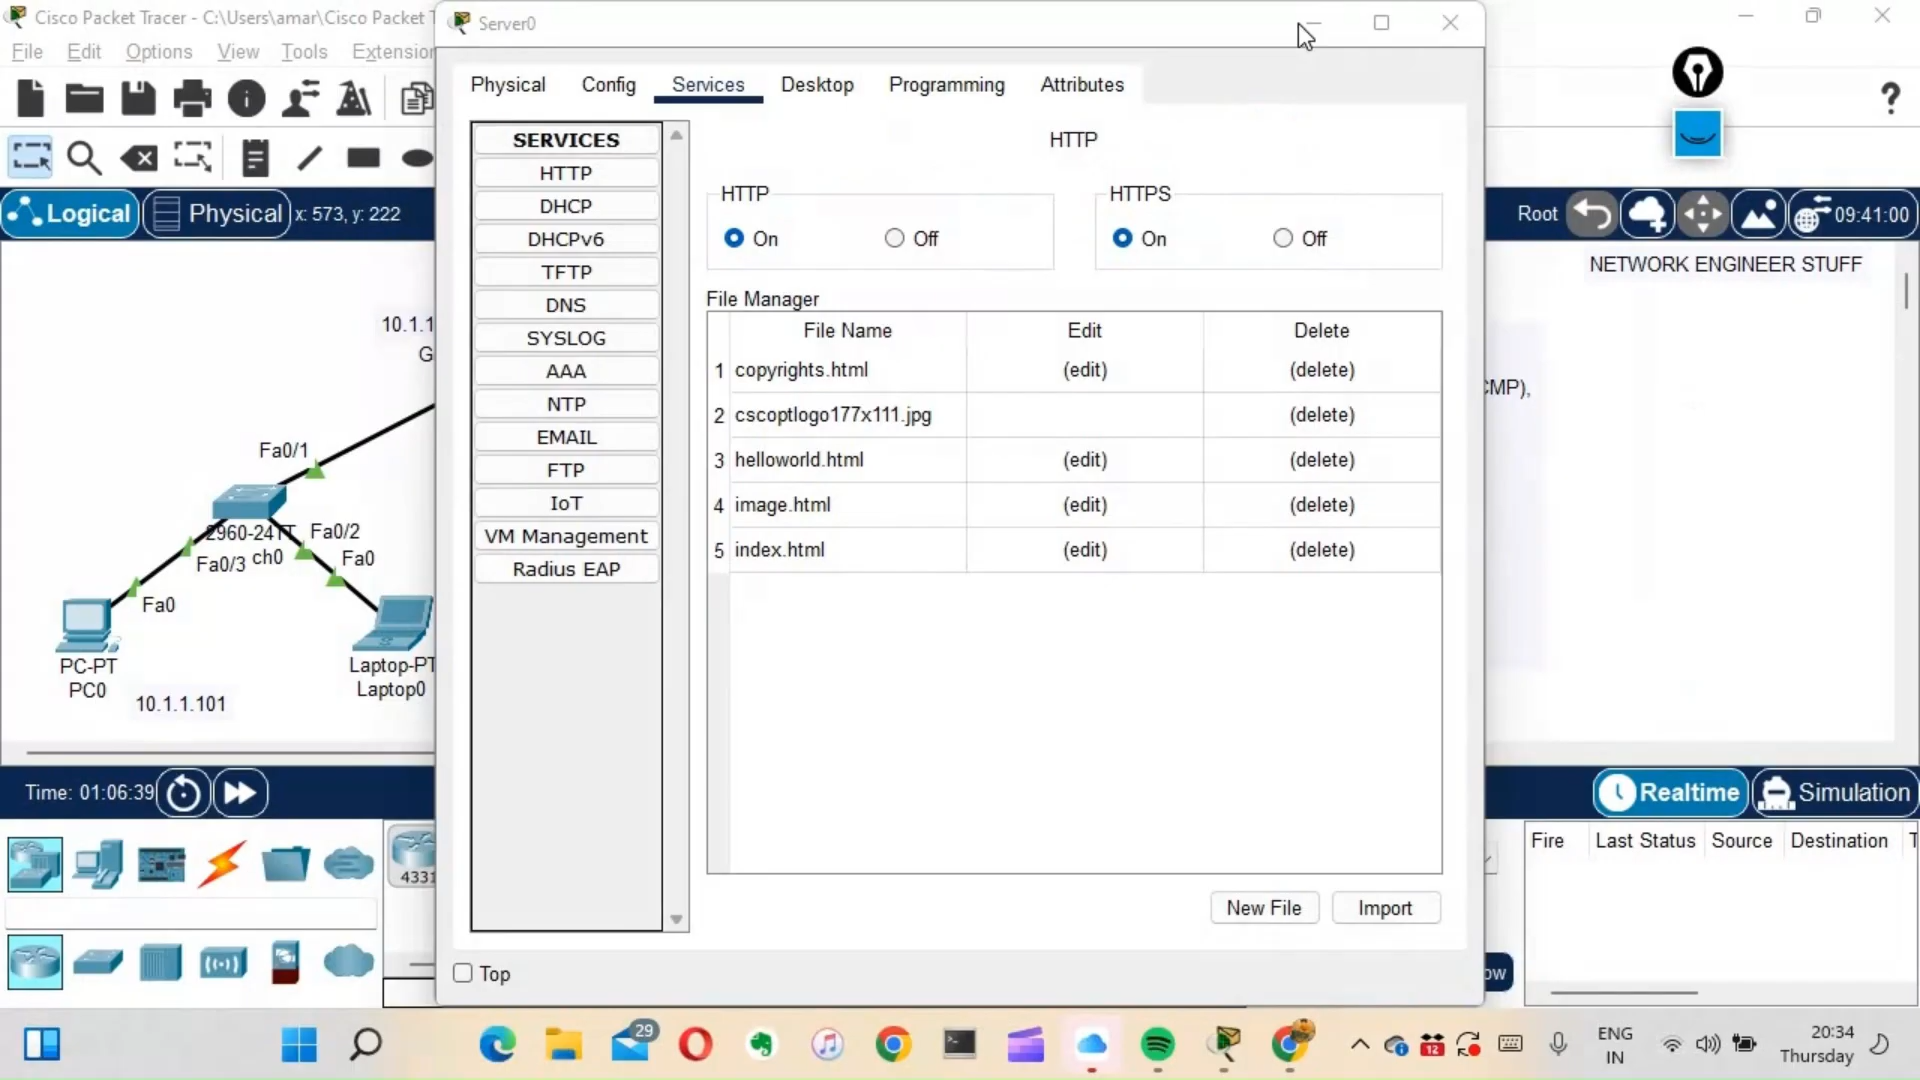 Cisco Packet Tracer - C:\Users\amar\Cisco Packet T
Server0
File Edit Options View Tools Extension
Physical Config Services Desktop Programming Attributes
?
SERVICES
HTTP
DHCP
DHCPv6
TFTP
DNS
SYSLOG
AAA
NTP
EMAIL
FTP
IoT
VM Management
Radius EAP
HTTP
HTTP
On Off
HTTPS
On Off
File Manager
File Name Edit Delete
1 copyrights.html (edit) (delete)
2 cscoptlogo177x111.jpg (delete)
3 helloworld.html (edit) (delete)
4 image.html (edit) (delete)
5 index.html (edit) (delete)
New File Import
Top
Logical Physical x: 573, y: 222
Root 09:41:00
NETWORK ENGINEER STUFF
CMP),
10.1.1
G
Fa0/1
2960-24TT
ch0
Fa0/2
Fa0/3
Fa0
Fa0
PC-PT
PC0
10.1.1.101
Laptop-PT
Laptop0
Time: 01:06:39
Realtime Simulation
4331
Fire Last Status Source Destination T
ow
29
12
ENG
IN
20:34
Thursday